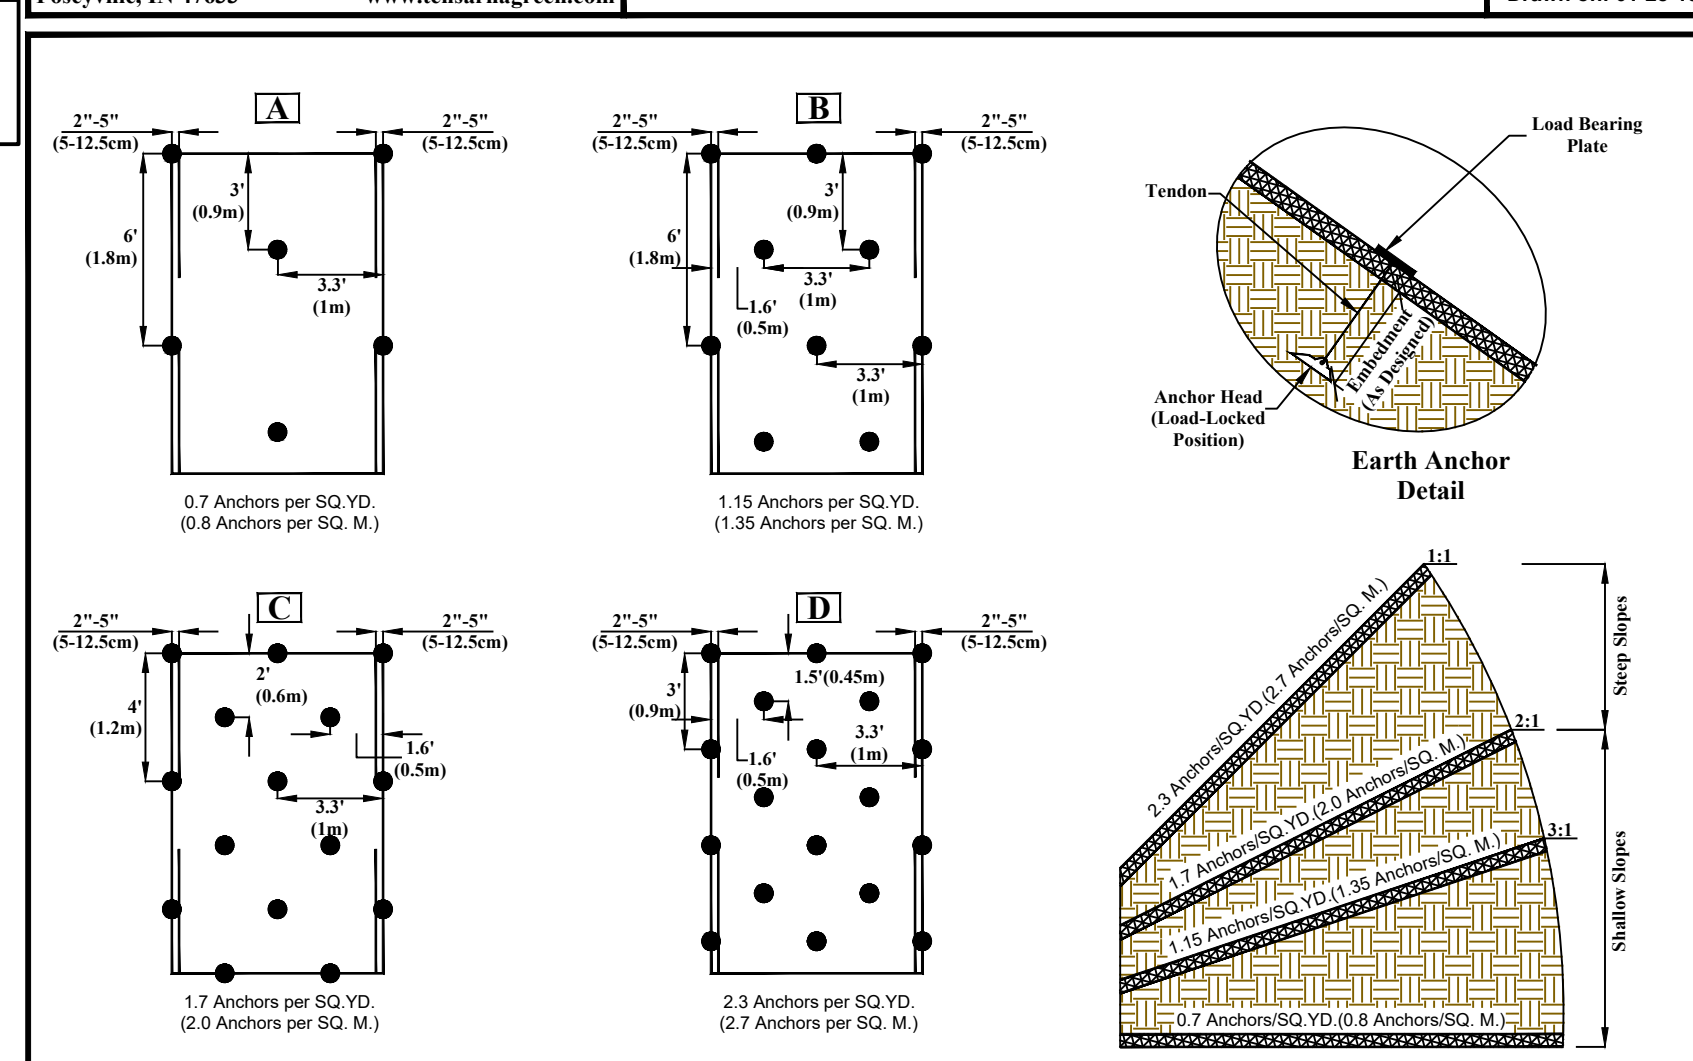 www.tensarnagreen.com
A
2"-5"
(5-12.5cm)
2"-5"
(5-12.5cm)
3'
(0.9m)
6'
(1.8m)
3.3'
(1m)
0.7 Anchors per SQ.YD.
(0.8 Anchors per SQ. M.)
B
2"-5"
(5-12.5cm)
2"-5"
(5-12.5cm)
3'
(0.9m)
6'
(1.8m)
3.3'
(1m)
1.6'
(0.5m)
3.3'
(1m)
1.15 Anchors per SQ.YD.
(1.35 Anchors per SQ. M.)
Load Bearing
Plate
Tendon
Embedment
(As Designed)
Anchor Head
(Load-Locked
Position)
Earth Anchor
Detail
C
2"-5"
(5-12.5cm)
2"-5"
(5-12.5cm)
2'
(0.6m)
4'
(1.2m)
1.6'
(0.5m)
3.3'
(1m)
1.7 Anchors per SQ.YD.
(2.0 Anchors per SQ. M.)
D
2"-5"
(5-12.5cm)
2"-5"
(5-12.5cm)
1.5'(0.45m)
3'
(0.9m)
3.3'
(1m)
1.6'
(0.5m)
2.3 Anchors per SQ.YD.
(2.7 Anchors per SQ. M.)
1:1
2.3 Anchors/SQ.YD.(2.7 Anchors/SQ. M.)
Steep Slopes
2:1
1.7 Anchors/SQ.YD.(2.0 Anchors/SQ. M.)
3:1
1.15 Anchors/SQ.YD.(1.35 Anchors/SQ. M.)
Shallow Slopes
0.7 Anchors/SQ.YD.(0.8 Anchors/SQ. M.)